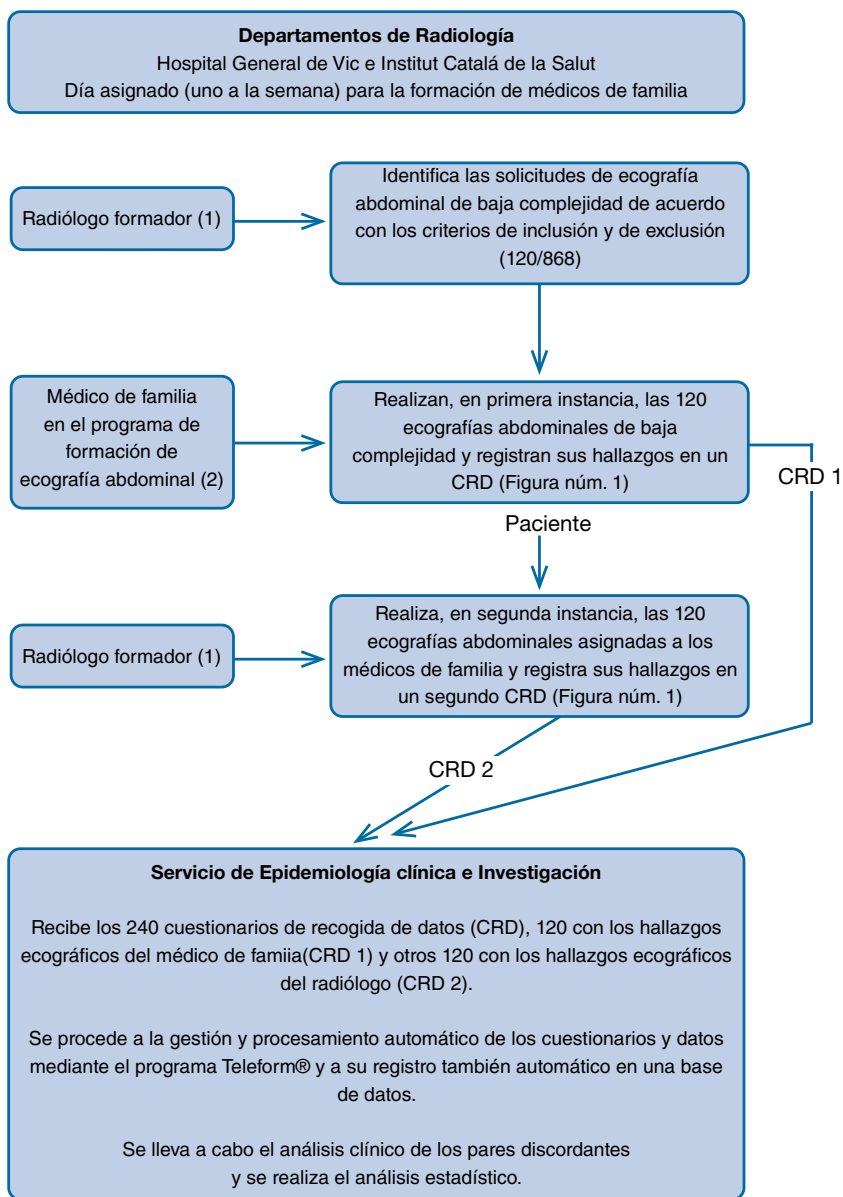 Departamentos de Radiología
Hospital General de Vic e Institut Catalá de la Salut
Día asignado (uno a la semana) para la formación de médicos de familia
Radiólogo formador (1)
Identifica las solicitudes de ecografía
abdominal de baja complejidad de acuerdo
con los criterios de inclusión y de exclusión
(120/868)
Médico de familia
en el programa de
formación de
ecografía abdominal (2)
Realizan, en primera instancia, las 120
ecografías abdominales de baja
complejidad y registran sus hallazgos en un
CRD (Figura núm. 1)
CRD 1
Paciente
Radiólogo formador (1)
Realiza, en segunda instancia, las 120
ecografías abdominales asignadas a los
médicos de familia y registra sus hallazgos en
un segundo CRD (Figura núm. 1)
CRD 2
Servicio de Epidemiología clínica e Investigación
Recibe los 240 cuestionarios de recogida de datos (CRD), 120 con los hallazgos
ecográficos del médico de famiia(CRD 1) y otros 120 con los hallazgos ecográficos
del radiólogo (CRD 2).
Se procede a la gestión y procesamiento automático de los cuestionarios y datos
mediante el programa Teleform® y a su registro también automático en una base
de datos.
Se lleva a cabo el análisis clínico de los pares discordantes
y se realiza el análisis estadístico.